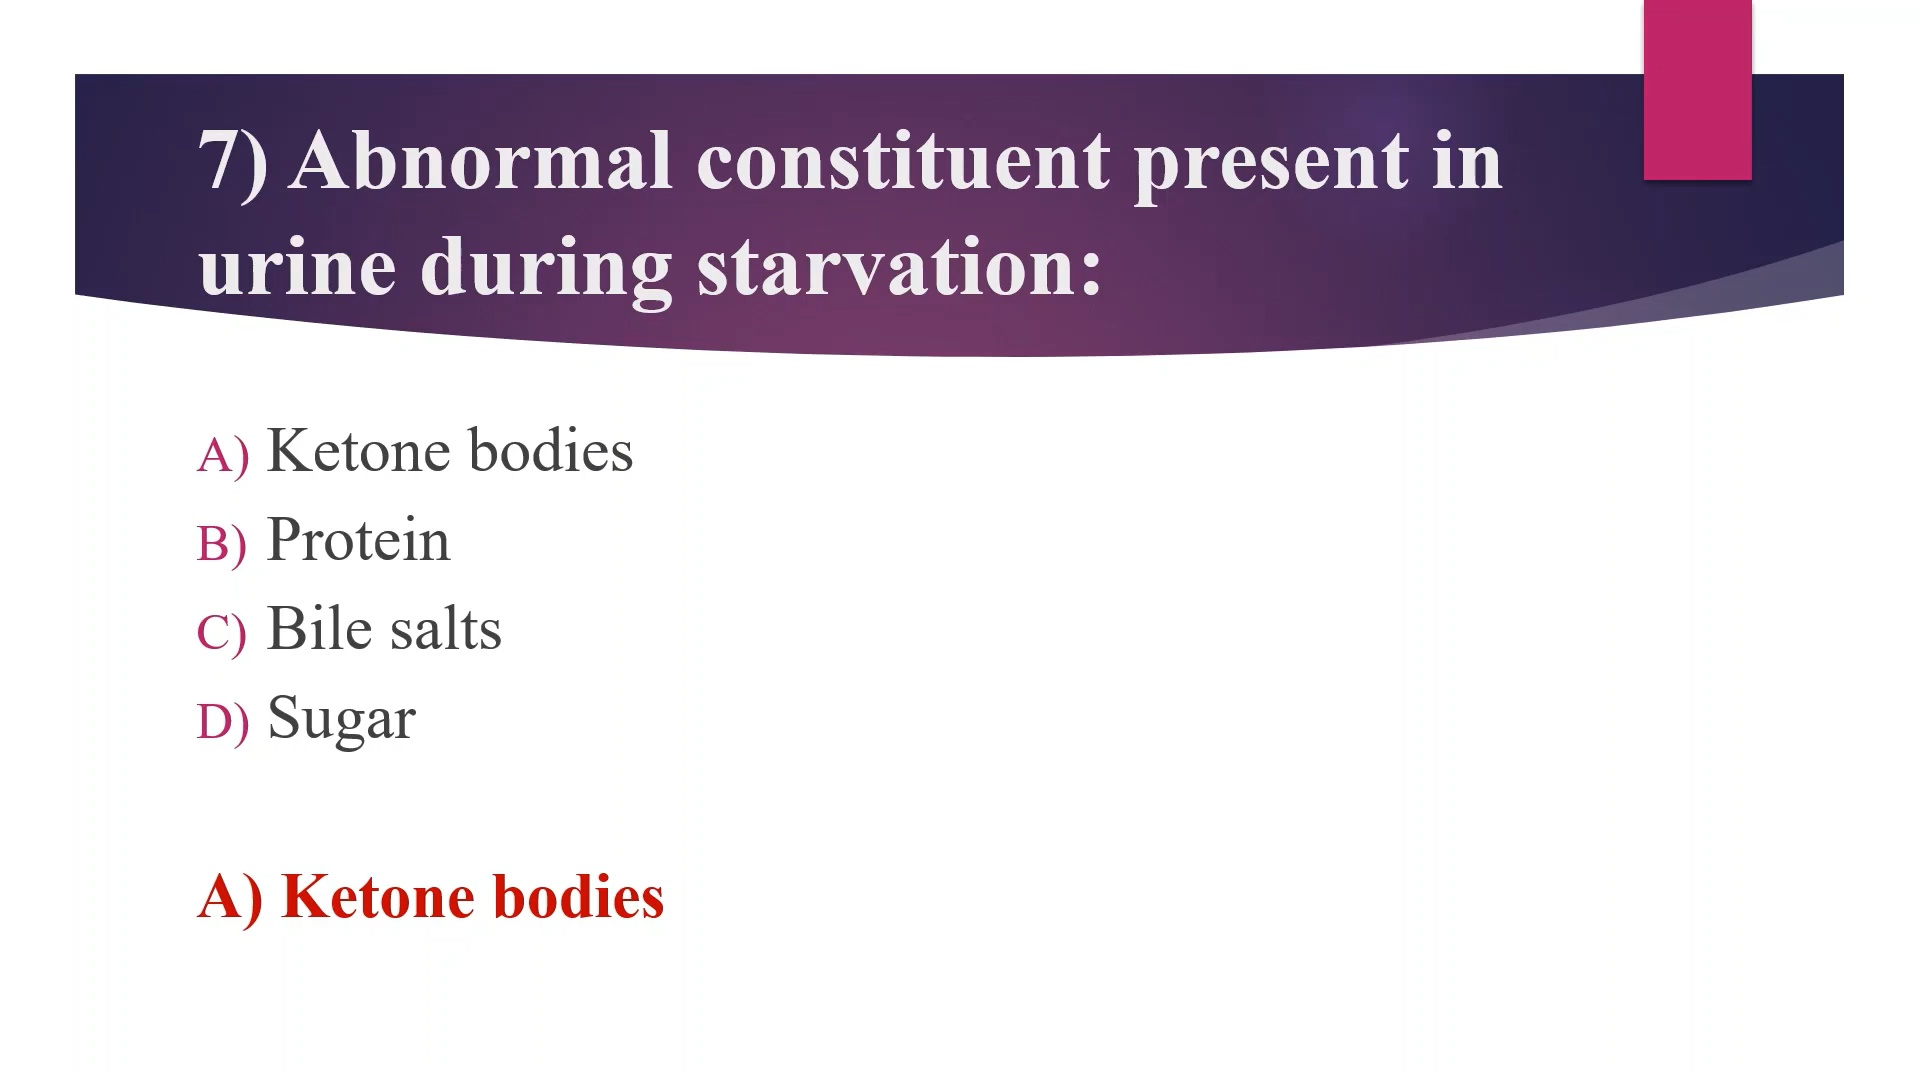 7) Abnormal constituent present in
urine during starvation:
A) Ketone bodies
B) Protein
C) Bile salts
D) Sugar
A) Ketone bodies